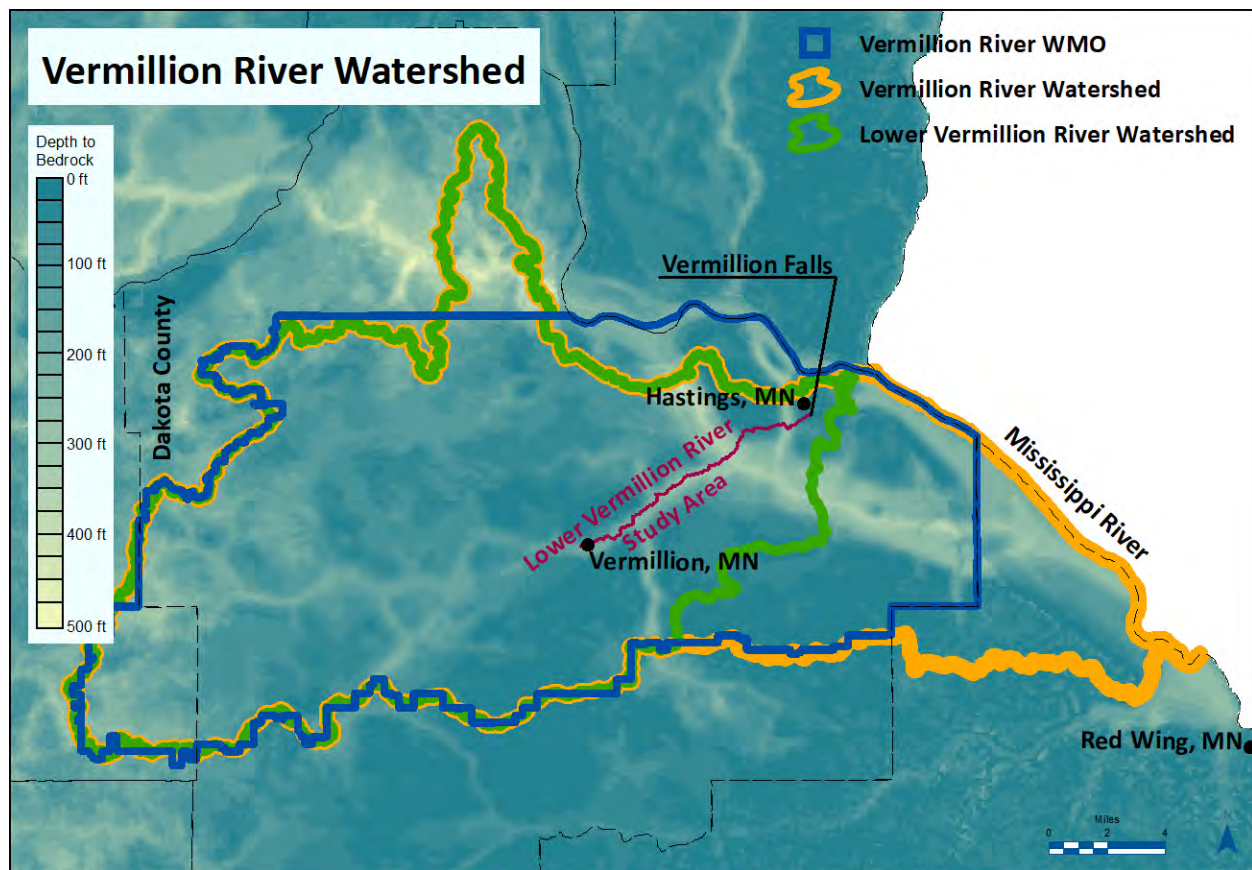 Vermillion River Watershed
Vermillion River WMO
Vermillion River Watershed
Lower Vermillion River Watershed
Depth to
Bedrock
0 ft
100 ft
200 ft
300 ft
400 ft
500 ft
Dakota County
Vermillion Falls
Hastings, MN
Lower Vermillion River
Study Area
Vermillion, MN
Mississippi River
Red Wing, MN
Miles
0 2 4
N